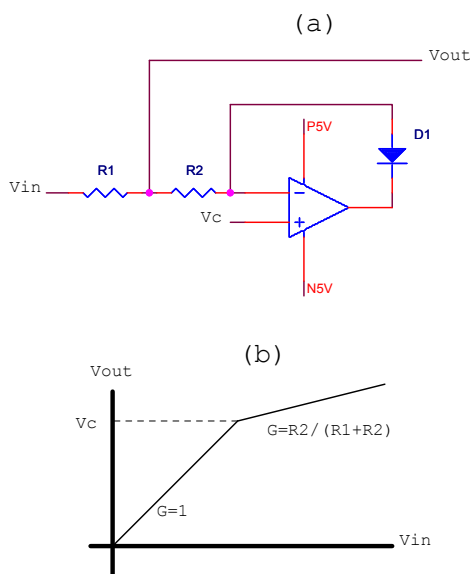 (a)
Vout
P5V
D1
R1
R2
Vin
Vc
N5V
(b)
Vout
Vc
G=R2/(R1+R2)
G=1
Vin